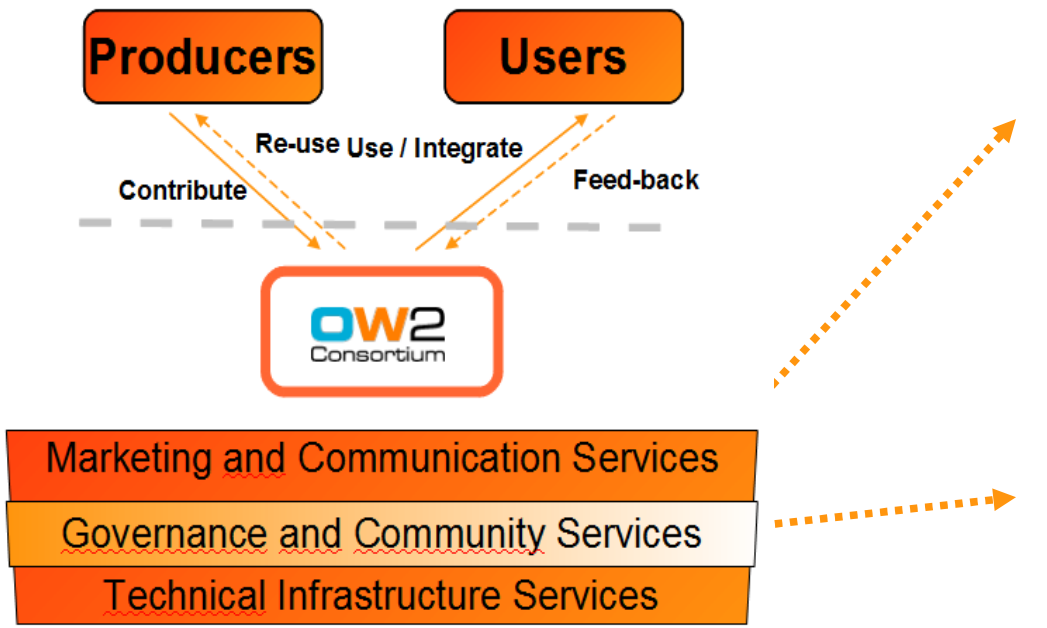 Producers
Users
Re-use
Use / Integrate
Contribute
Feed-back
OW2
Consortium
Marketing and Communication Services
Governance and Community Services
Technical Infrastructure Services